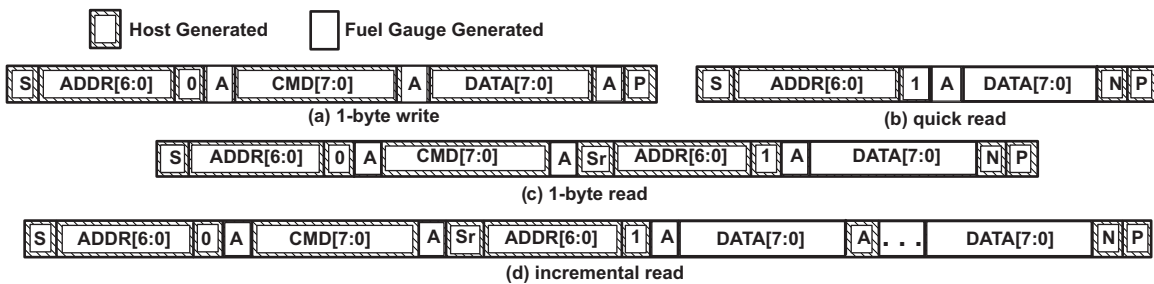 Host Generated Fuel Gauge Generated
S ADDR[6:0] 0 A CMD[7:0] A DATA[7:0] A P
(a) 1-byte write
S ADDR[6:0] 1 A DATA[7:0] N P
(b) quick read
S ADDR[6:0] 0 A CMD[7:0] A Sr ADDR[6:0] 1 A DATA[7:0] N P
(c) 1-byte read
S ADDR[6:0] 0 A CMD[7:0] A Sr ADDR[6:0] 1 A DATA[7:0] A . . . DATA[7:0] N P
(d) incremental read